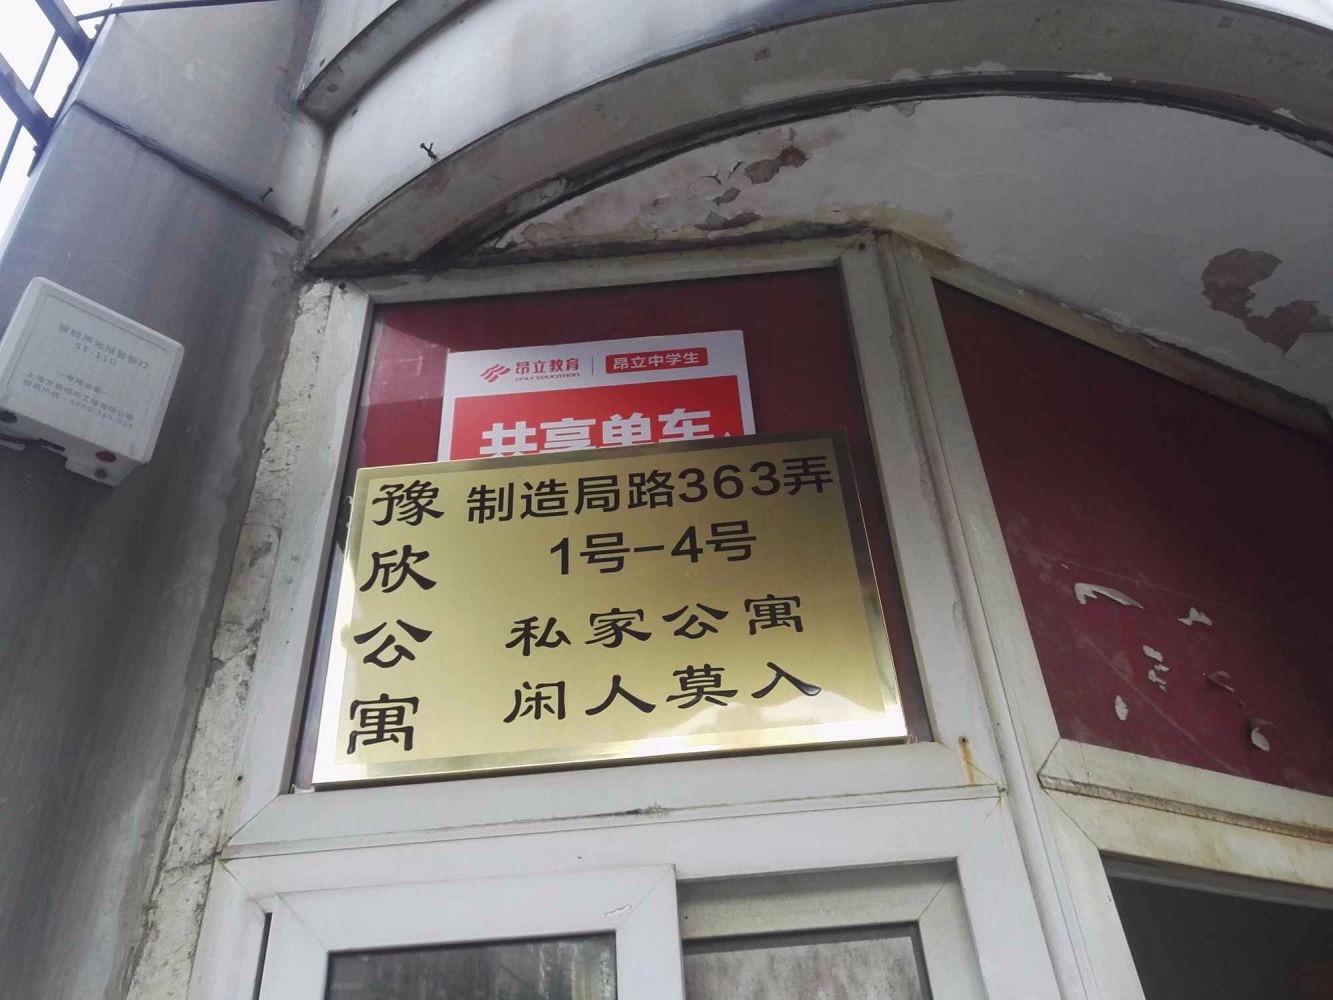 昂立教育
ONLY EDUCATION
昂立中学生
共享单车
豫欣公寓
制造局路363弄
1号-4号
私家公寓
闲人莫入
ST-110